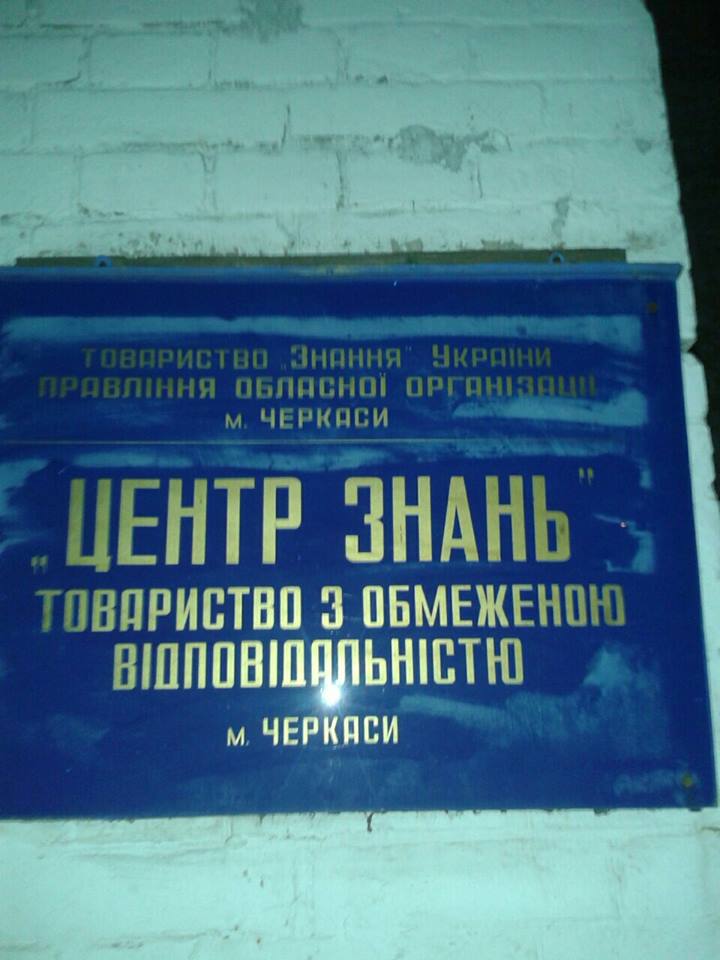 ТОВАРИСТВО „ЗНАННЯ" УКРАЇНИ
ПРАВЛІННЯ ОБЛАСНОЇ ОРГАНІЗАЦІЇ
м. ЧЕРКАСИ
„ЦЕНТР ЗНАНЬ"
ТОВАРИСТВО З ОБМЕЖЕНОЮ
ВІДПОВІДАЛЬНІСТЮ
м. ЧЕРКАСИ